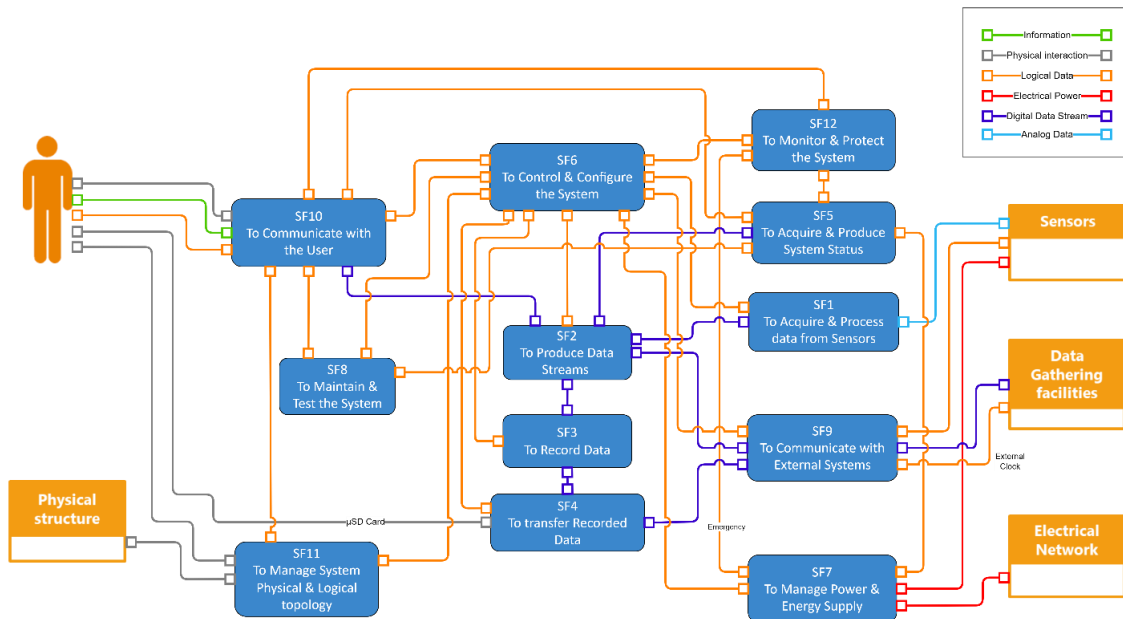 Information
Physical interaction
Logical Data
Electrical Power
Digital Data Stream
Analog Data
SF12
To Monitor & Protect
the System
SF6
To Control & Configure
the System
SF10
To Communicate with
the User
SF5
To Acquire & Produce
System Status
Sensors
SF1
To Acquire & Process
data from Sensors
SF2
To Produce Data
Streams
Data
Gathering
facilities
SF8
To Maintain &
Test the System
SF3
To Record Data
SF9
To Communicate with
External Systems
External
Clock
Physical
structure
SF4
To transfer Recorded
Data
µSD Card
Emergency
Electrical
Network
SF11
To Manage System
Physical & Logical
topology
SF7
To Manage Power &
Energy Supply